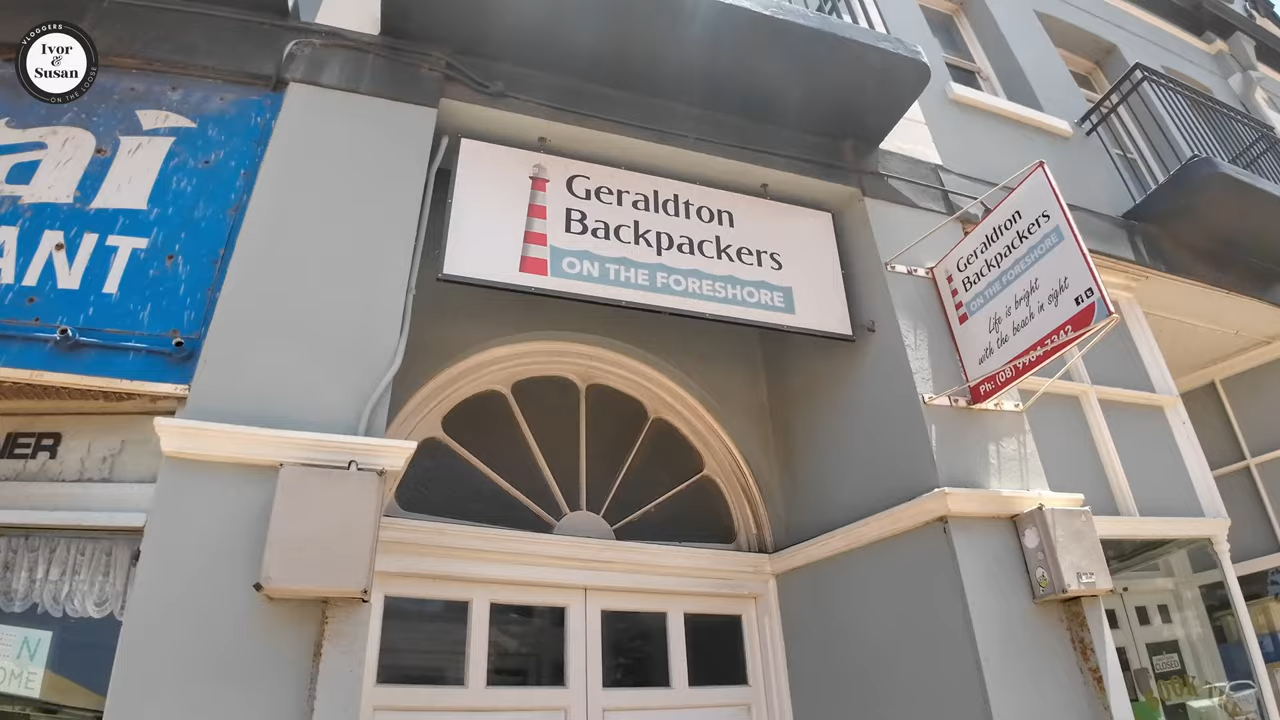 VLOGGERS
Ivor
&
Susan
ON THE LOOSE
ai
ANT
NER
N
OME
Geraldton
Backpackers
ON THE FORESHORE
Geraldton
Backpackers
ON THE FORESHORE
Life is bright
with the beach in sight
Ph: (08) 9904 7342
CLOSED